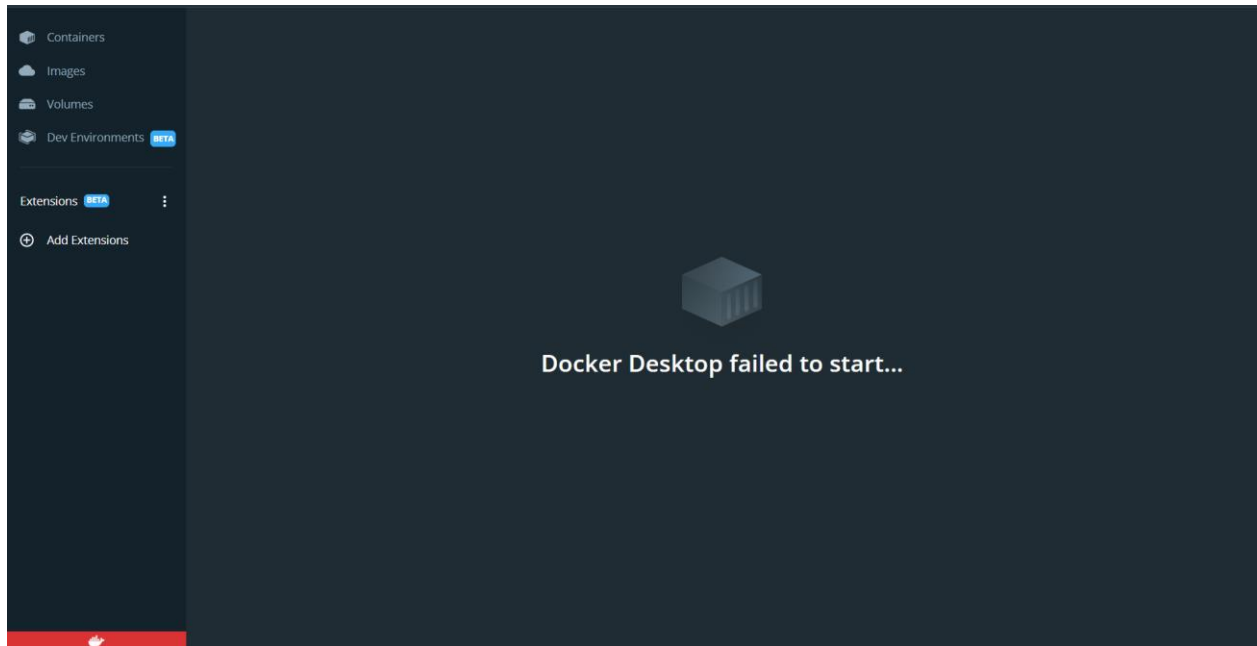 Containers
Images
Volumes
Dev Environments BETA
Extensions BETA
Add Extensions
Docker Desktop failed to start...